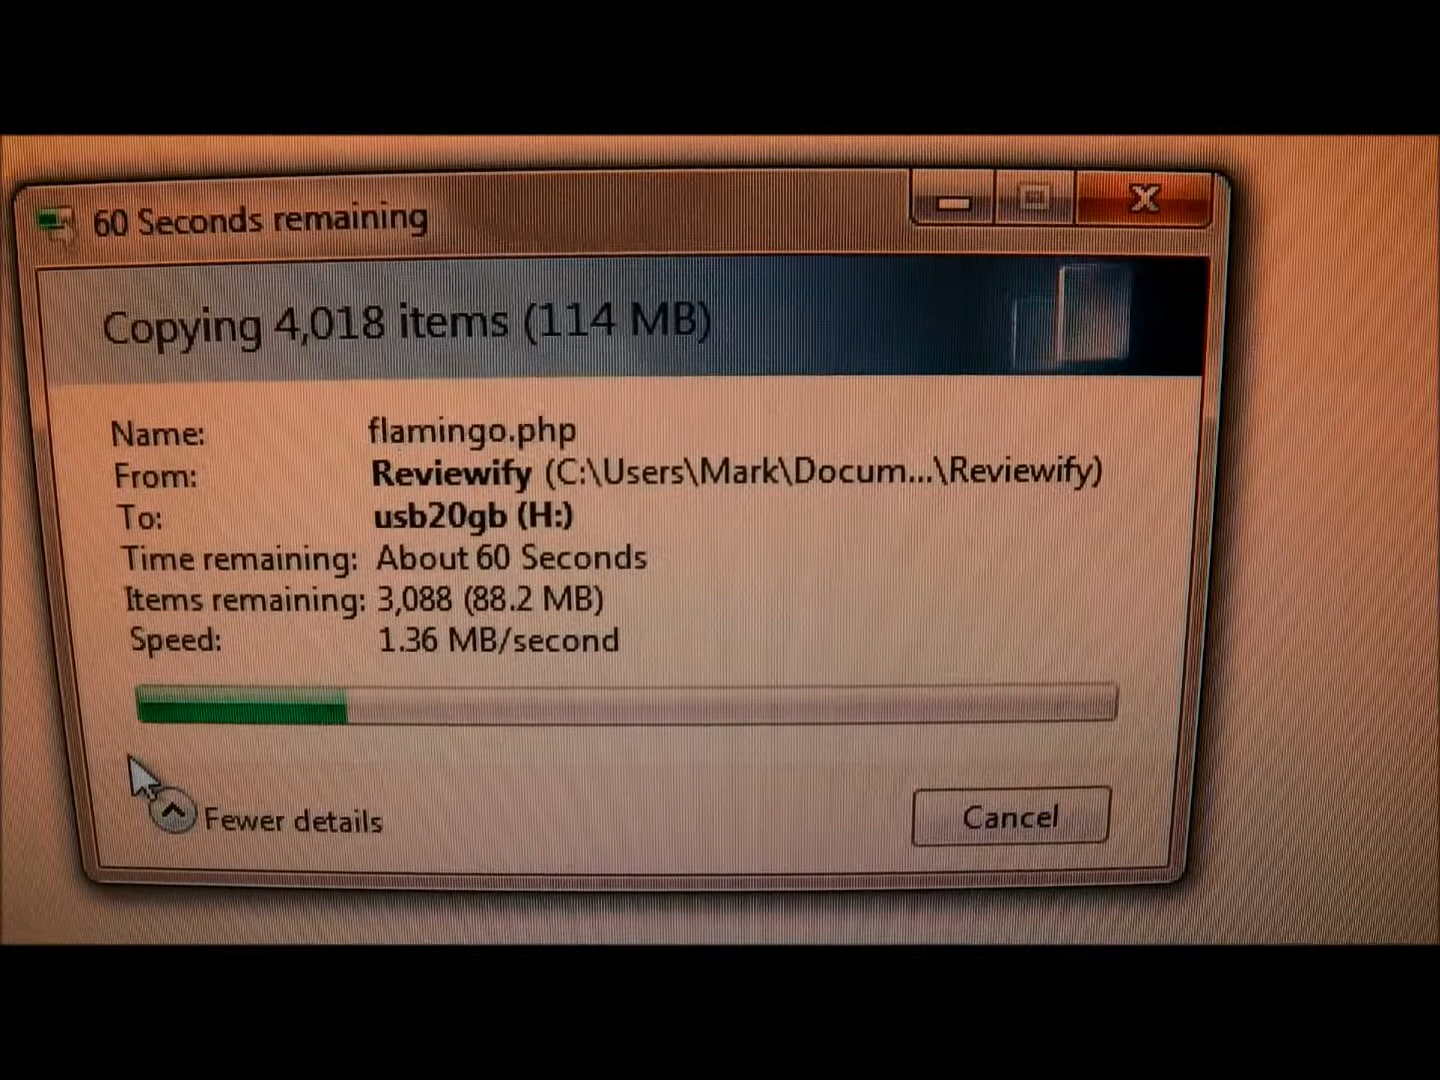 60 Seconds remaining
Copying 4,018 items (114 MB)
Name: flamingo.php
From: Reviewify (C:\Users\Mark\Docum...\Reviewify)
To: usb20gb (H:)
Time remaining: About 60 Seconds
Items remaining: 3,088 (88.2 MB)
Speed: 1.36 MB/second
Fewer details
Cancel